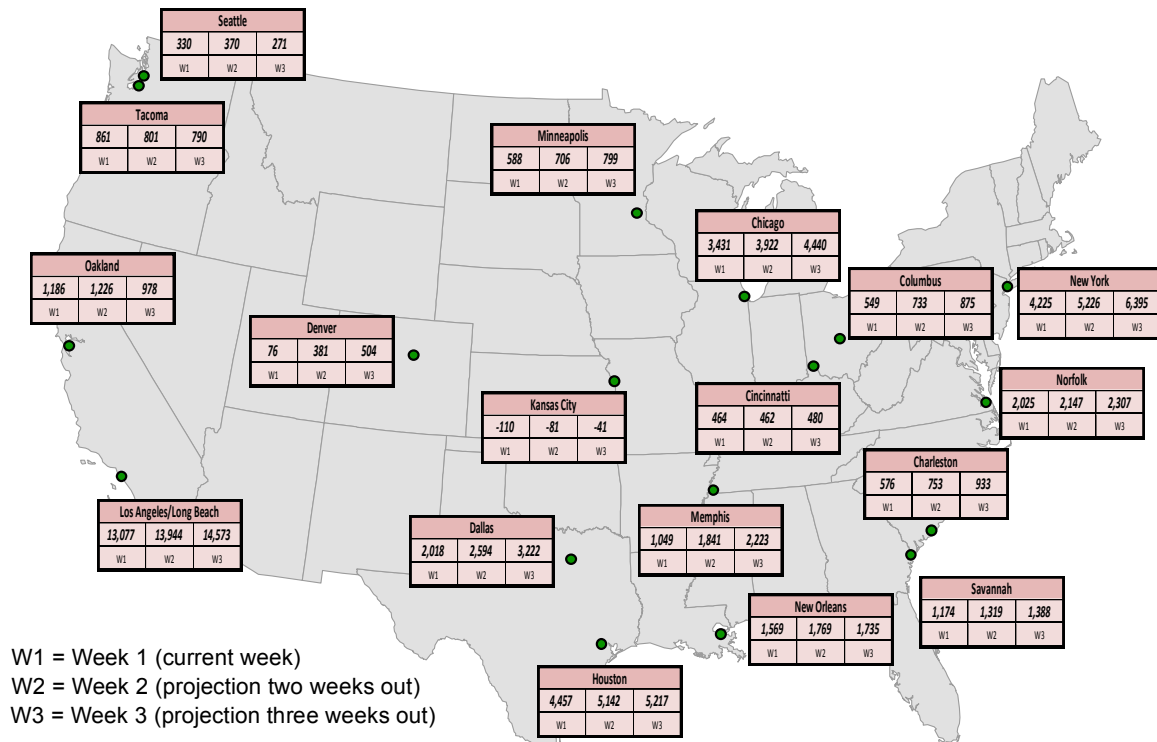 Seattle
330 370 271
W1 W2 W3
Tacoma
861 801 790
W1 W2 W3
Minneapolis
588 706 799
W1 W2 W3
Chicago
3,431 3,922 4,440
W1 W2 W3
Oakland
1,186 1,226 978
W1 W2 W3
Columbus
549 733 875
W1 W2 W3
New York
4,225 5,226 6,395
W1 W2 W3
Denver
76 381 504
W1 W2 W3
Norfolk
2,025 2,147 2,307
W1 W2 W3
Kansas City
-110 -81 -41
W1 W2 W3
Cincinnatti
464 462 480
W1 W2 W3
Charleston
576 753 933
W1 W2 W3
Los Angeles/Long Beach
13,077 13,944 14,573
W1 W2 W3
Memphis
1,049 1,841 2,223
W1 W2 W3
Dallas
2,018 2,594 3,222
W1 W2 W3
Savannah
1,174 1,319 1,388
W1 W2 W3
New Orleans
1,569 1,769 1,735
W1 W2 W3
Houston
4,457 5,142 5,217
W1 W2 W3
W1 = Week 1 (current week)
W2 = Week 2 (projection two weeks out)
W3 = Week 3 (projection three weeks out)